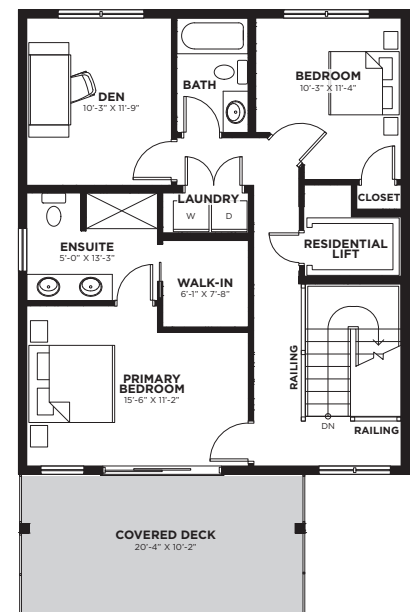 DEN
10'-3" X 11'-9"
BATH
BEDROOM
10'-3" X 11'-4"
LAUNDRY
W
D
CLOSET
ENSUITE
5'-0" X 13'-3"
RESIDENTIAL
LIFT
WALK-IN
6'-1" X 7'-8"
PRIMARY
BEDROOM
15'-6" X 11'-2"
RAILING
DN
RAILING
COVERED DECK
20'-4" X 10'-2"